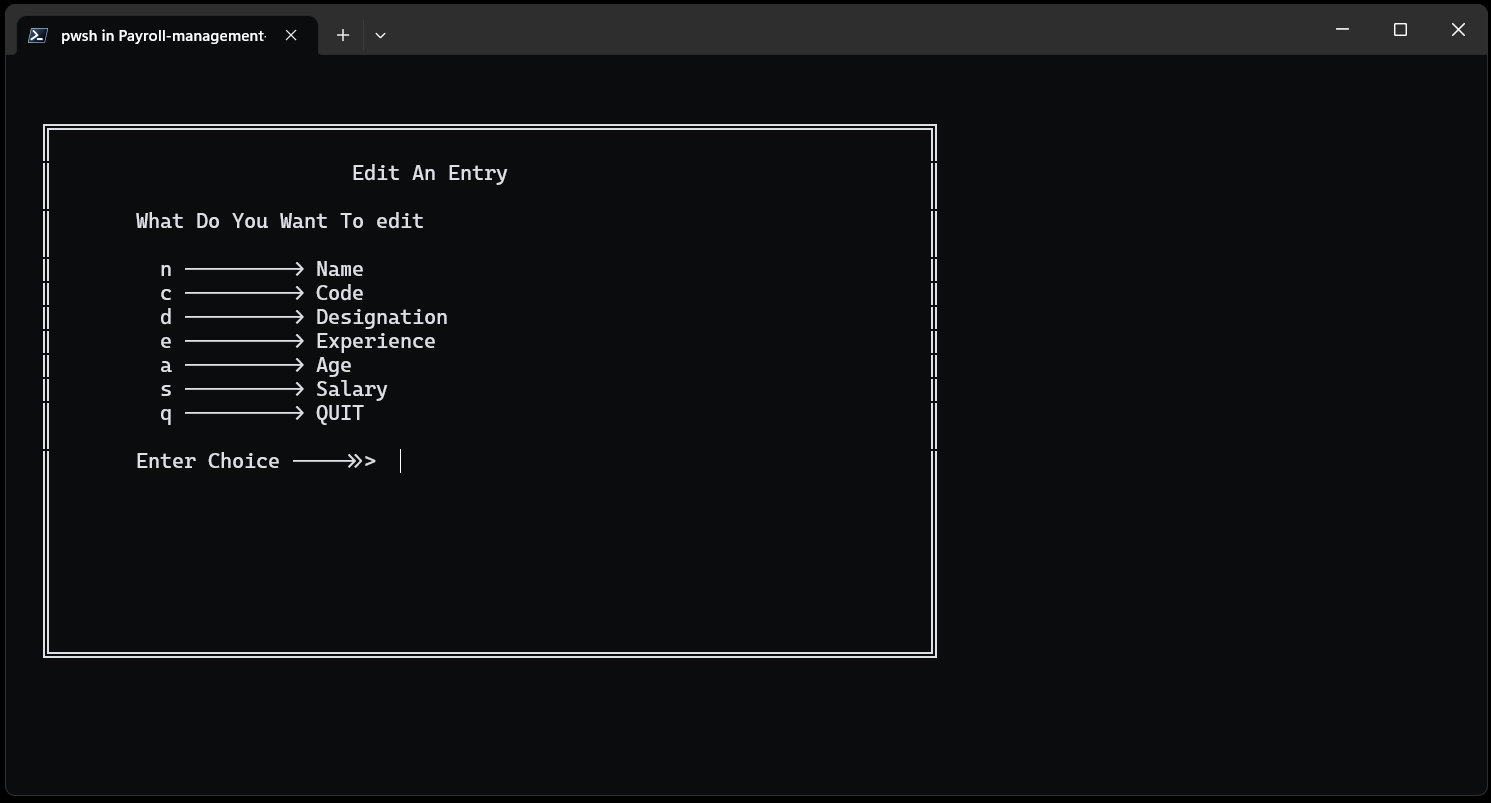 pwsh in Payroll-management-
Edit An Entry
What Do You Want To edit
n ─────────> Name
c ─────────> Code
d ─────────> Designation
e ─────────> Experience
a ─────────> Age
s ─────────> Salary
q ─────────> QUIT
Enter Choice ────>>>